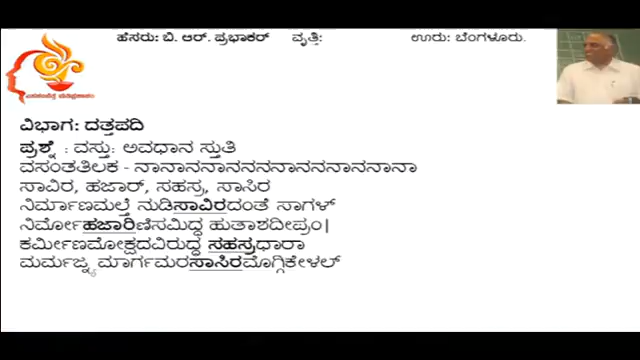 ಹೆಸರು: ಬಿ. ಆರ್. ಪ್ರಭಾಕರ್ ವೃತ್ತಿ: ಊರು: ಬೆಂಗಳೂರು.
ವಿಭಾಗ: ದತ್ತಪದಿ
ಪ್ರಶ್ನೆ : ವಸ್ತು: ಅವಧಾನ ಸ್ತುತಿ
ವಸಂತತಿಲಕ - ನಾನಾನನಾನನನನಾನನನಾನನಾನಾ
ಸಾವಿರ, ಹಜಾರ್, ಸಹಸ್ರ, ಸಾಸಿರ
ನಿರ್ಮಾಣಮಲ್ತೆ ನುಡಿಸಾವಿರದಂತೆ ಸಾಗಳ್
ನಿರ್ಮೋಹಜಾರಿಣಿಸಮಿದ್ಧ ಹುತಾಶದೀಪ್ರಂ|
ಕರ್ಮೀಣಮೋಕ್ಷದವಿರುದ್ಧ ಸಹಸ್ರಧಾರಾ
ಮರ್ಮಜ್ನ್ಯ ಮಾರ್ಗಮರಸಾಸಿರಮೊಗ್ಗಿಕೇಳಲ್